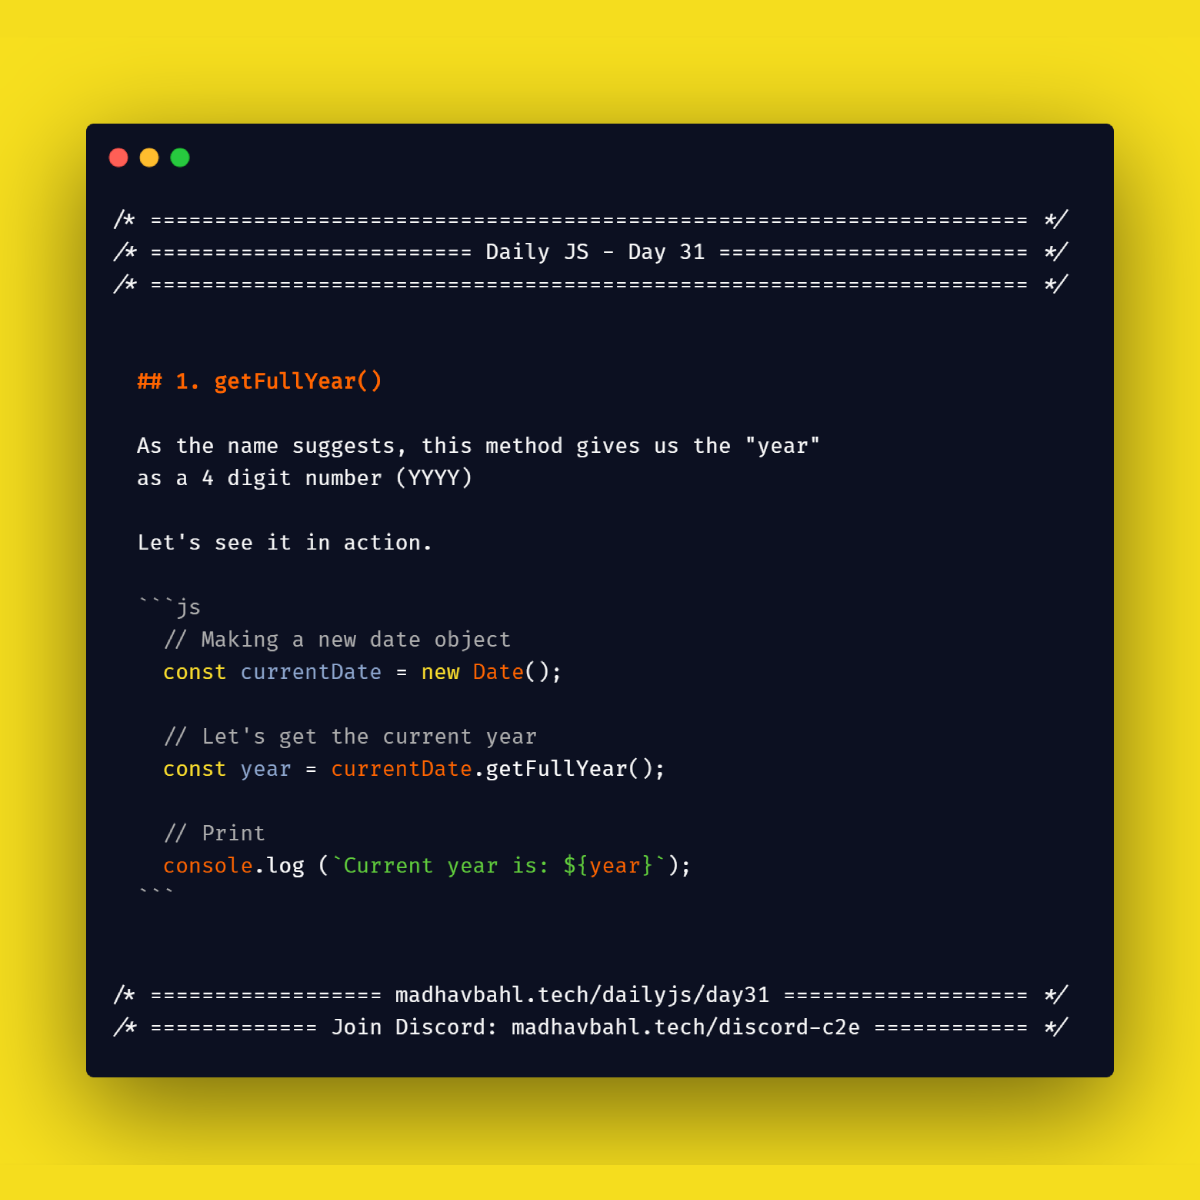 /* ==================================================================== */
/* ========================= Daily JS - Day 31 ======================== */
/* ==================================================================== */
## 1. getFullYear()
As the name suggests, this method gives us the "year"
as a 4 digit number (YYYY)
Let's see it in action.
```js
// Making a new date object
const currentDate = new Date();
// Let's get the current year
const year = currentDate.getFullYear();
// Print
console.log (`Current year is: ${year}`);
```
/* ================== madhavbahl.tech/dailyjs/day31 =================== */
/* ============= Join Discord: madhavbahl.tech/discord-c2e ============ */